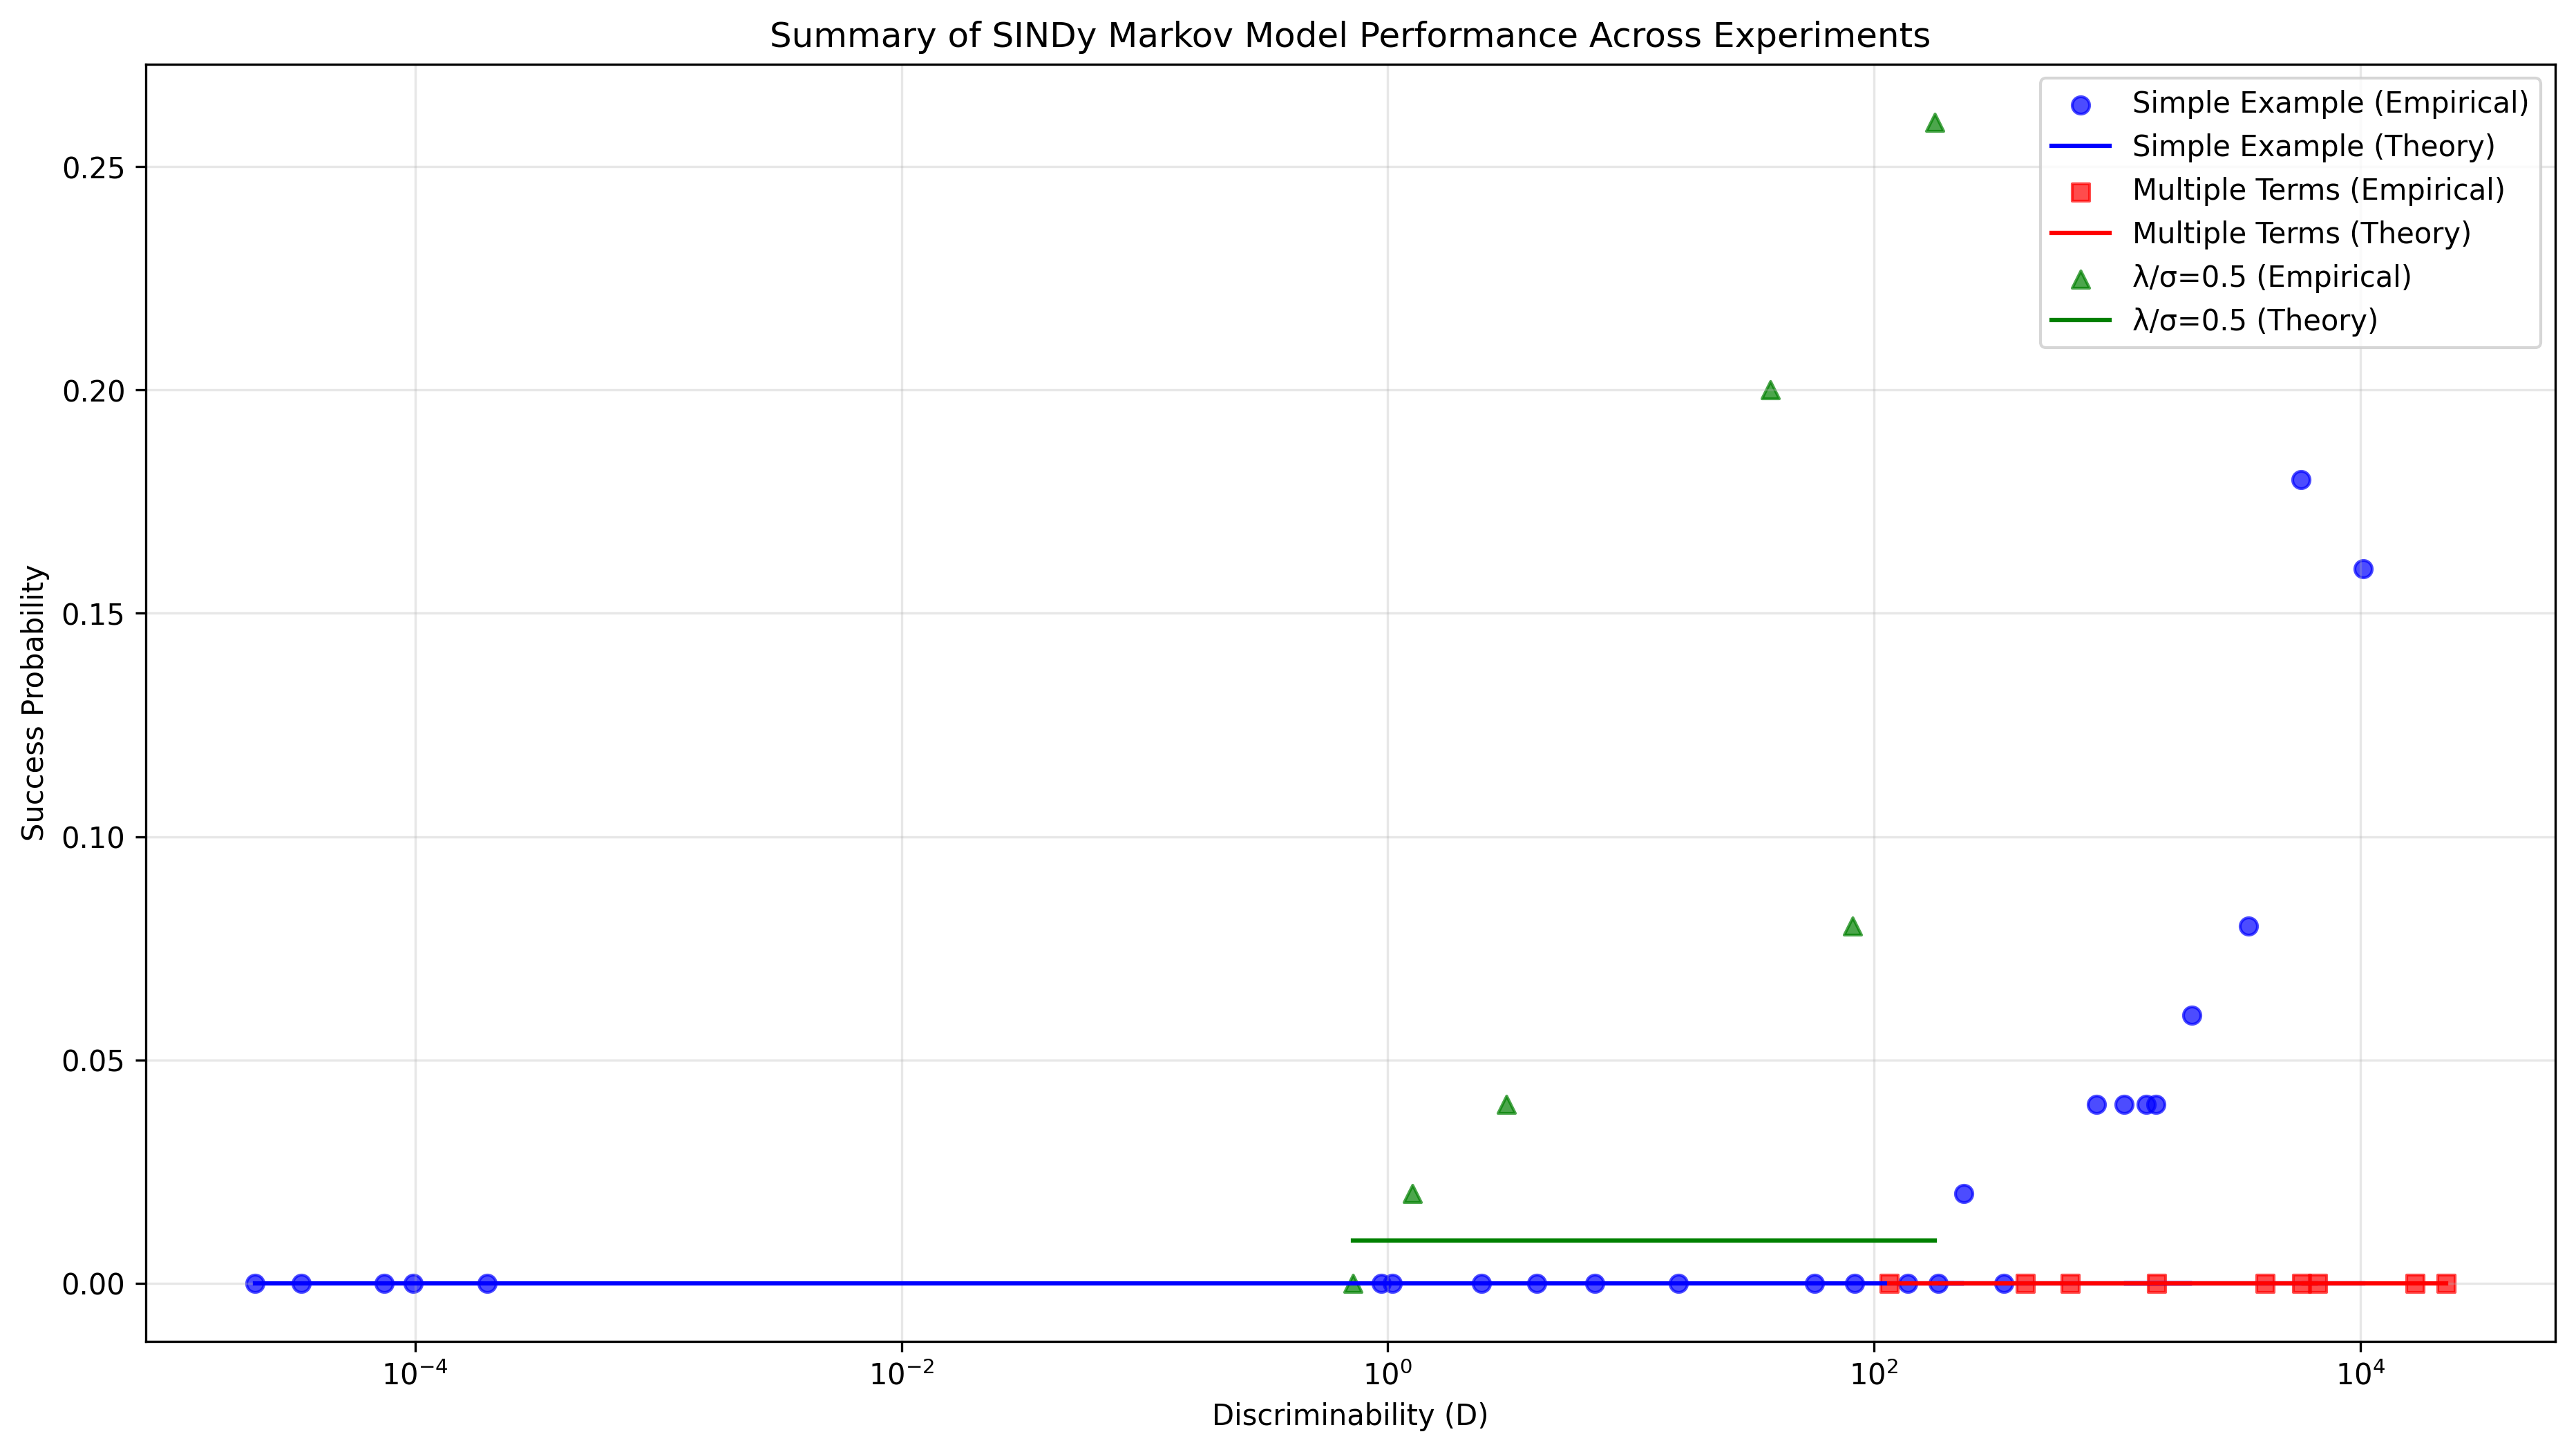 Summary of SINDy Markov Model Performance Across Experiments
Simple Example (Empirical)
Simple Example (Theory)
Multiple Terms (Empirical)
Multiple Terms (Theory)
λ/σ=0.5 (Empirical)
λ/σ=0.5 (Theory)
Success Probability
0.25
0.20
0.15
0.10
0.05
0.00
10⁻⁴ 10⁻² 10⁰ 10² 10⁴
Discriminability (D)